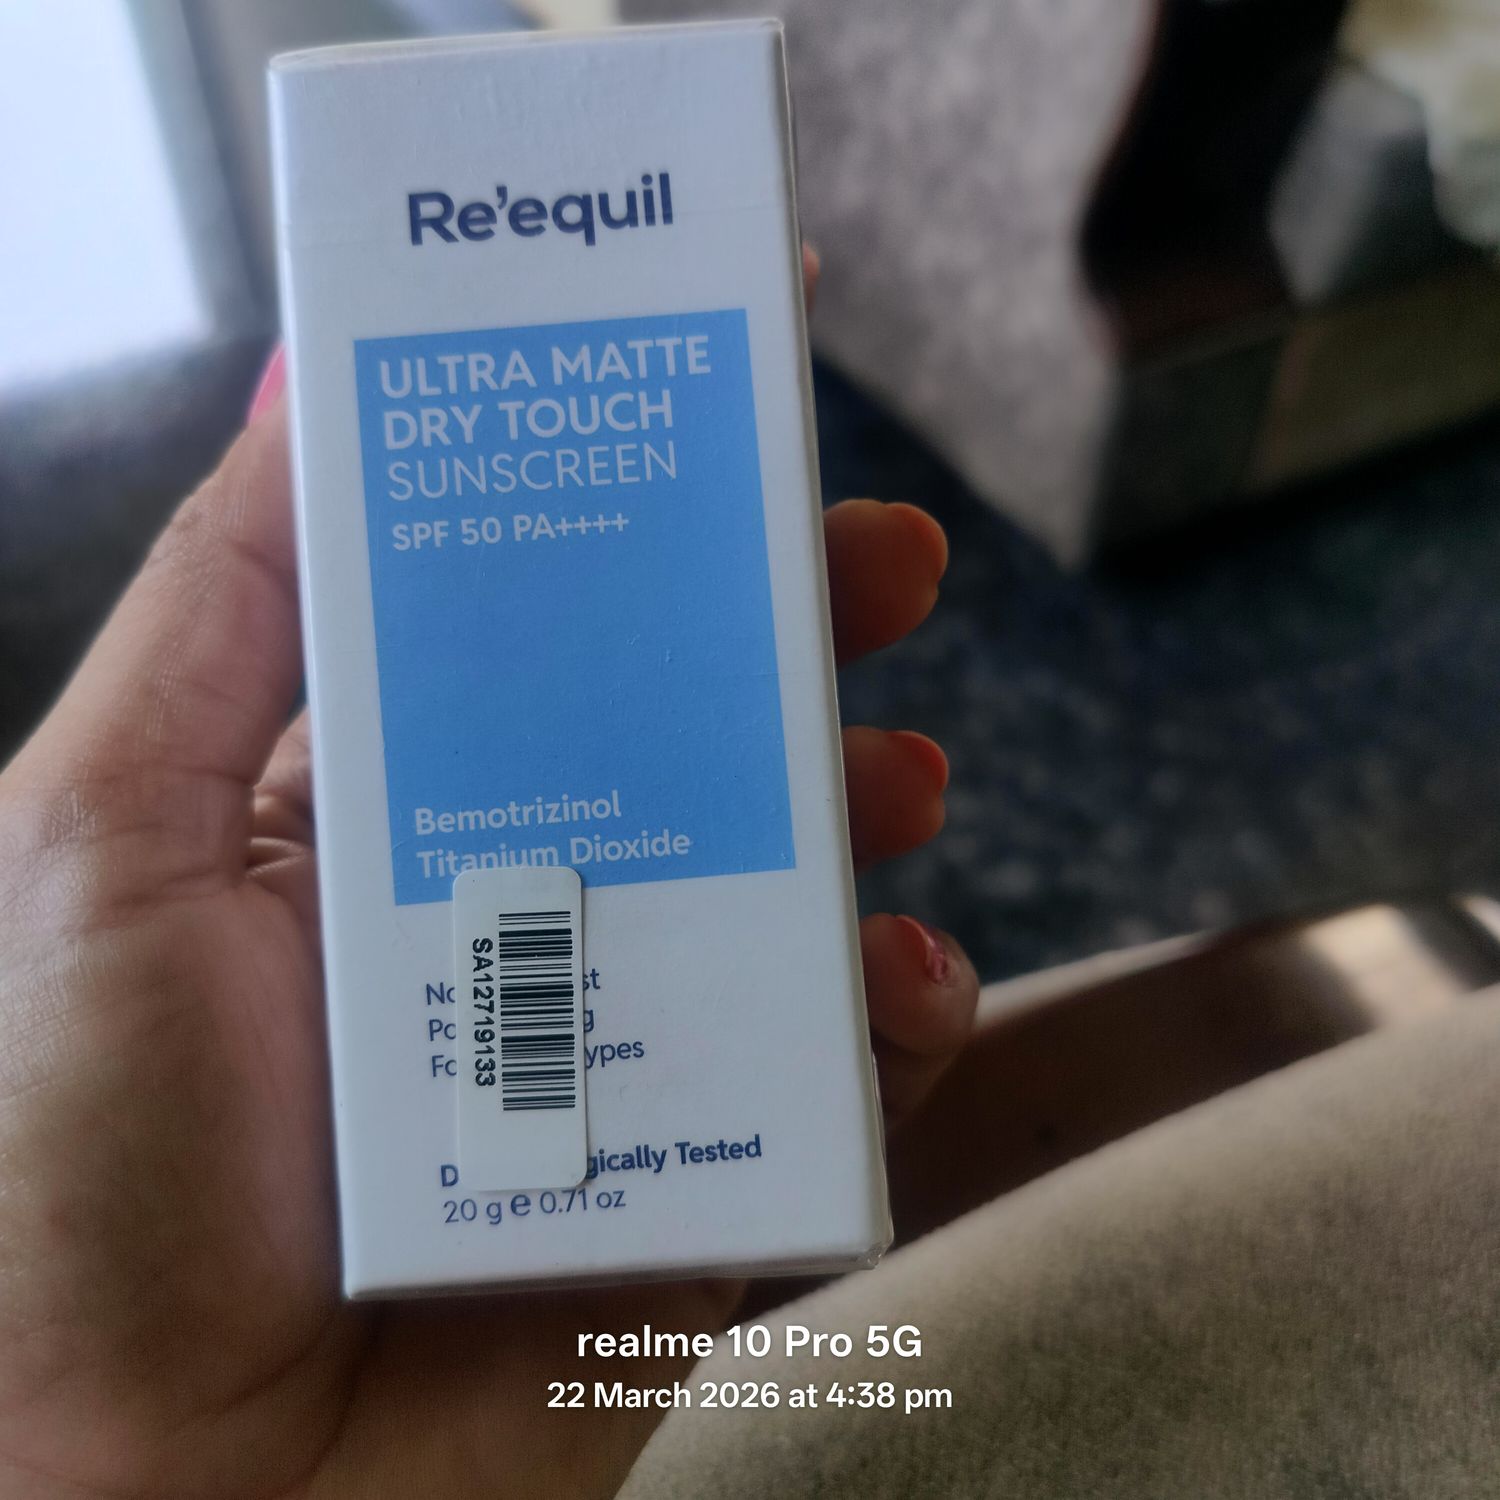 Re'equil
ULTRA MATTE
DRY TOUCH
SUNSCREEN
SPF 50 PA++++
Bemotrizinol
Titanium Dioxide
SA12719133
20 g e 0.71 oz
Tested
realme 10 Pro 5G
22 March 2026 at 4:38 pm